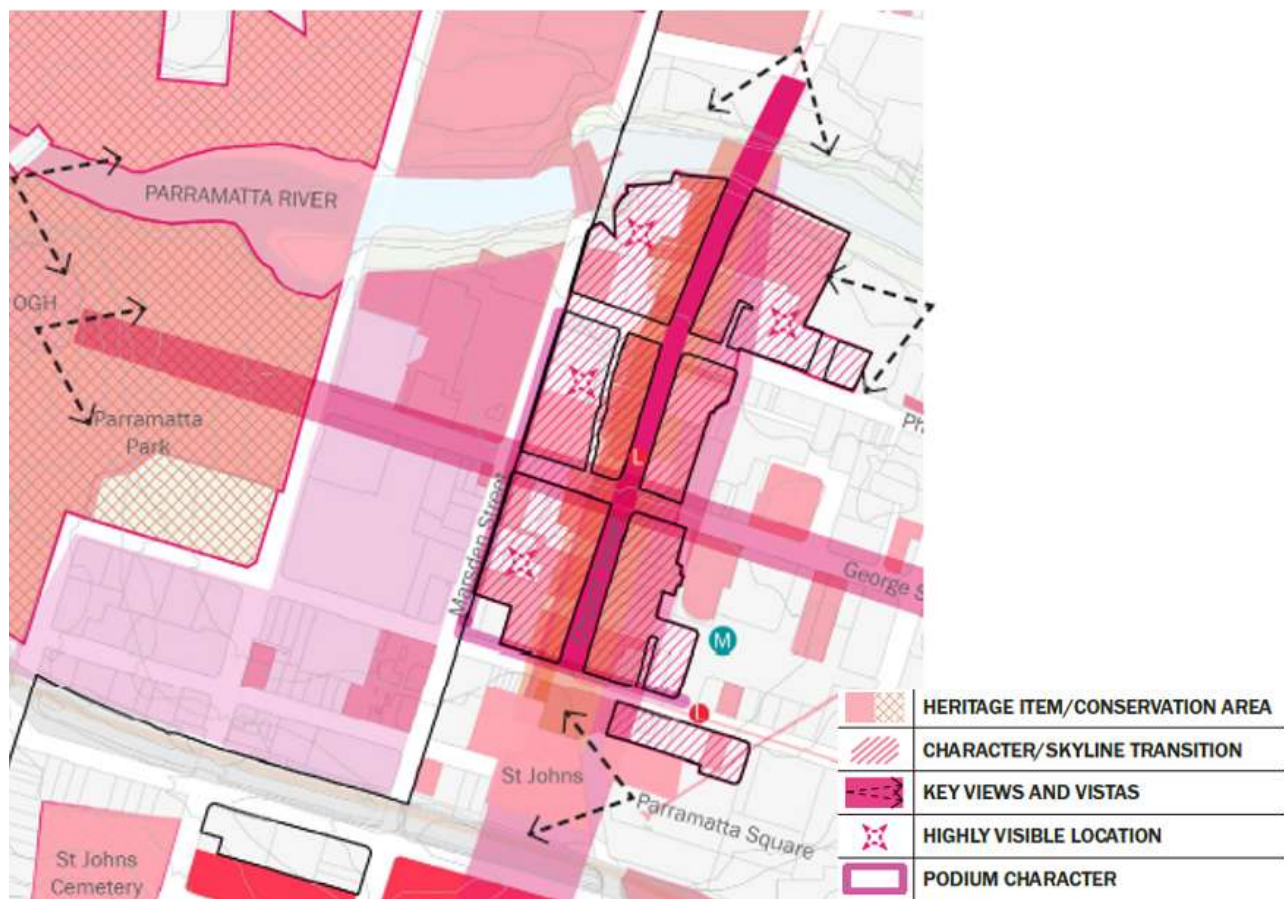 PARRAMATTA RIVER
OGH
Parramatta
Park
Marsden Street
L
George S
Ph
M
L
St Johns
Parramatta Square
St Johns
Cemetery
HERITAGE ITEM/CONSERVATION AREA
CHARACTER/SKYLINE TRANSITION
KEY VIEWS AND VISTAS
HIGHLY VISIBLE LOCATION
PODIUM CHARACTER